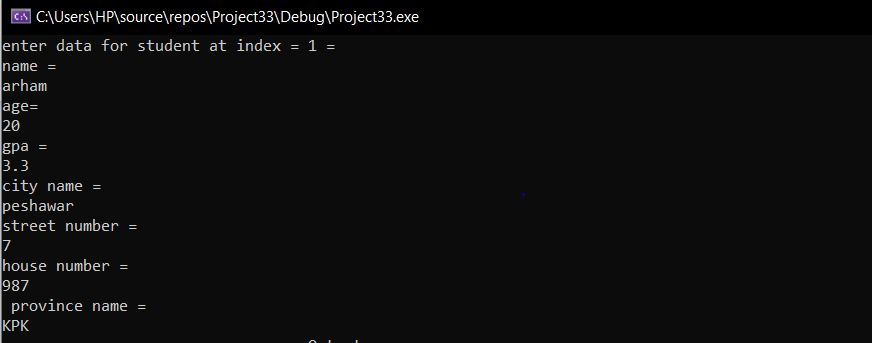 C:\Users\HP\source\repos\Project33\Debug\Project33.exe
enter data for student at index = 1 =
name =
arham
age=
20
gpa =
3.3
city name =
peshawar
street number =
7
house number =
987
 province name =
KPK